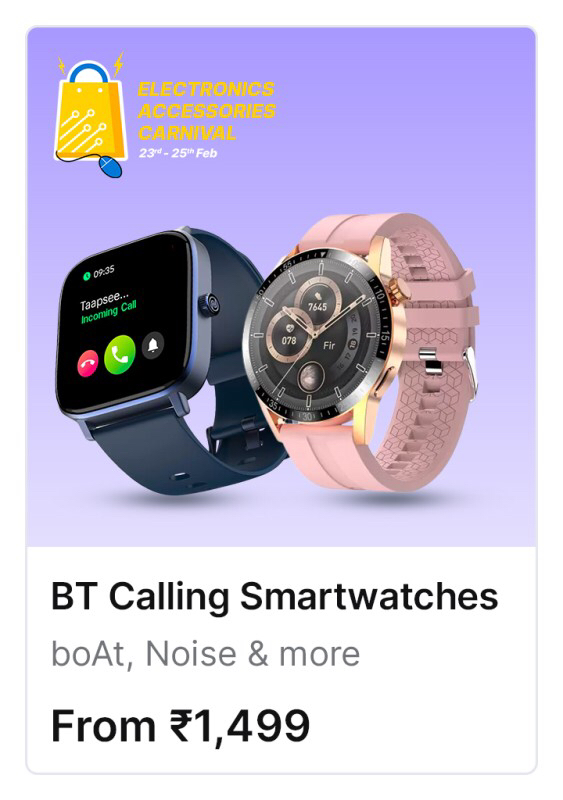 ELECTRONICS
ACCESSORIES
CARNIVAL
23rd - 25th Feb
09:35
Taapsee...
Incoming Call
7645
078
Fir
BT Calling Smartwatches
boAt, Noise & more
From ₹1,499